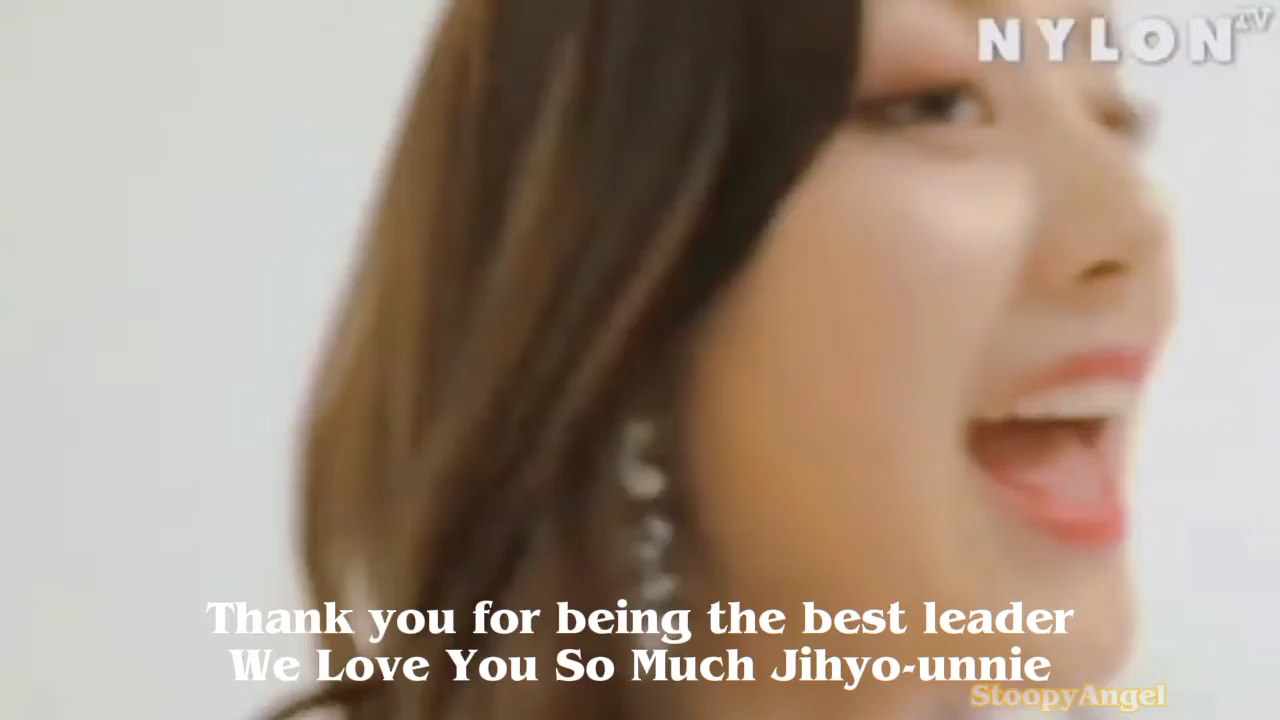 NYLON TV
Thank you for being the best leader
We Love You So Much Jihyo-unnie
StoopyAngel